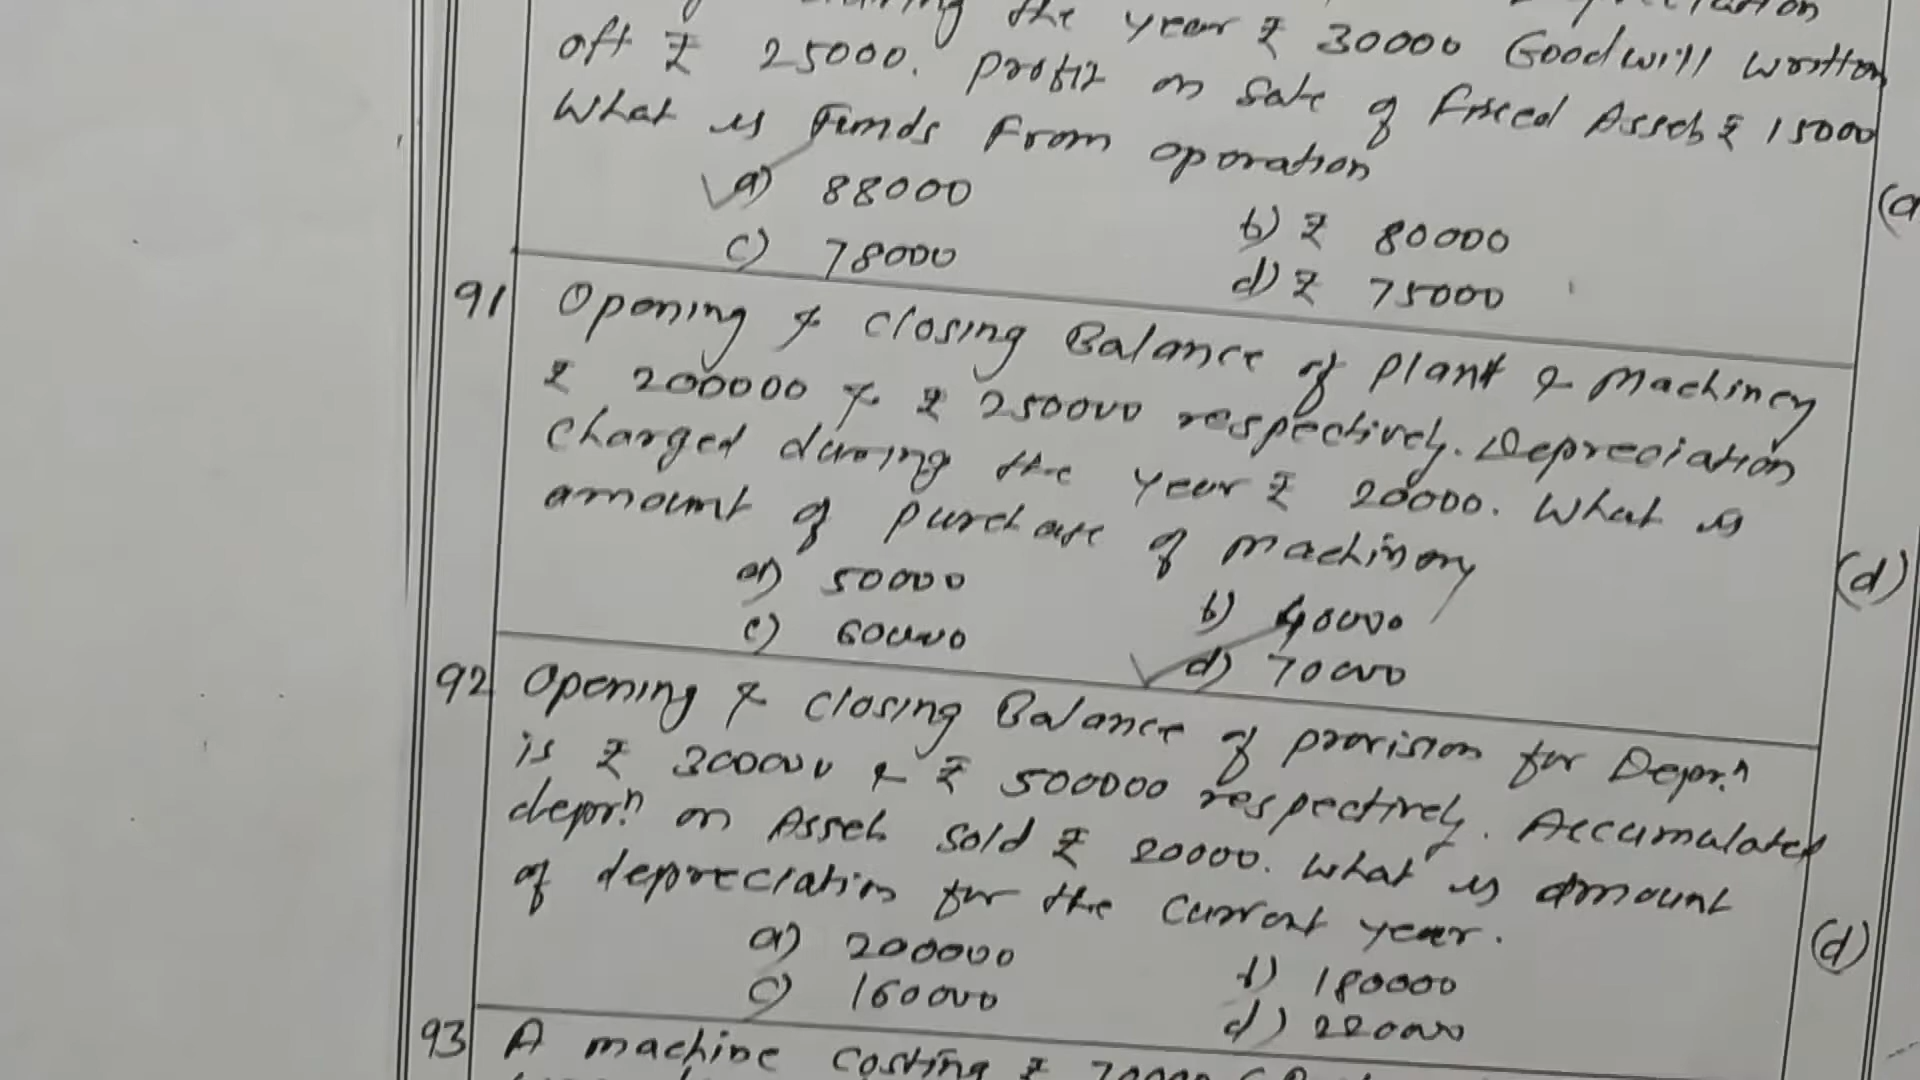 the year ₹ 30000 Goodwill written
off ₹ 25000. Profit on Sale of Fixed Assets ₹ 15000
What is Funds From operation
a) 88000 b) ₹ 80000 (a
c) 78000 d) ₹ 75000
91 Opening & Closing Balance of Plant & Machinery
₹ 200000 & ₹ 250000 respectively. Depreciation
charged during the year ₹ 20000. What is
amount of purchase of machinery
a) 50000 b) 40000 (d)
c) 60000 d) 70000
92 Opening & closing Balance of provision for Depr.n
is ₹ 300000 & ₹ 500000 respectively. Accumulated
depr.n on Assets Sold ₹ 20000. What is amount
of depreciation for the current year.
a) 200000 b) 180000 (d)
c) 160000 d) 220000
93 A machine Costing ₹ 70000